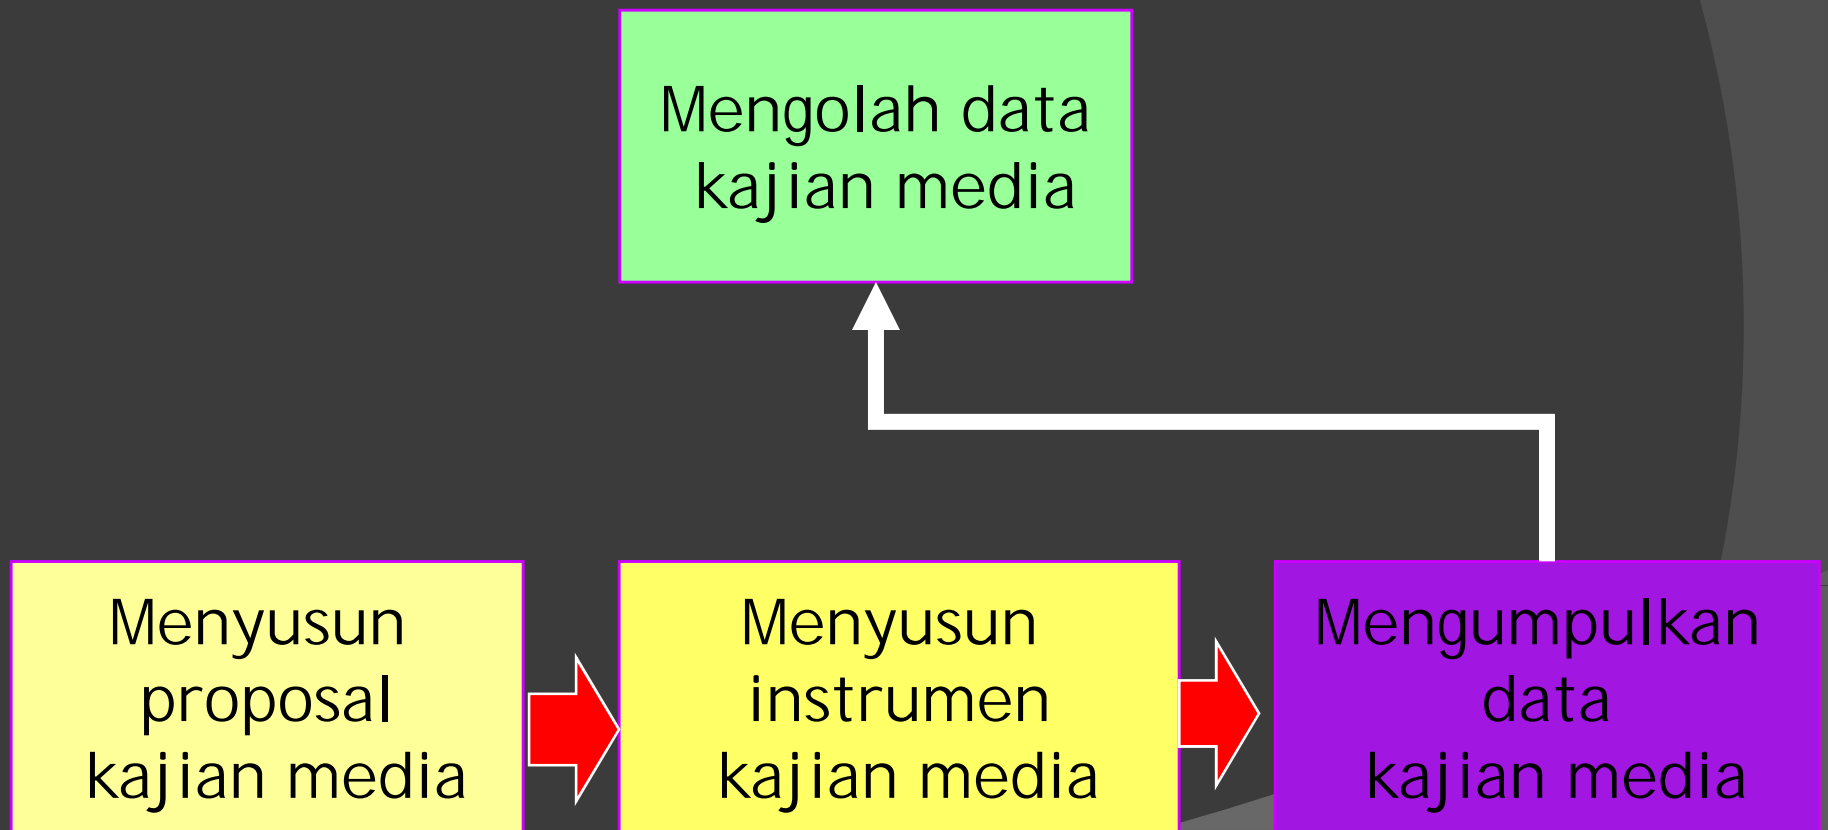 Mengolah data
kajian media
Menyusun
proposal
kajian media
Menyusun
instrumen
kajian media
Mengumpulkan
data
kajian media